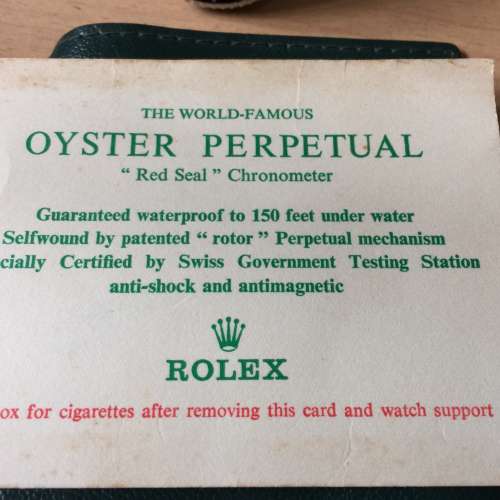 THE WORLD-FAMOUS
OYSTER PERPETUAL
" Red Seal " Chronometer
Guaranteed waterproof to 150 feet under water
Selfwound by patented " rotor " Perpetual mechanism
cially Certified by Swiss Government Testing Station
anti-shock and antimagnetic
ROLEX
ox for cigarettes after removing this card and watch support